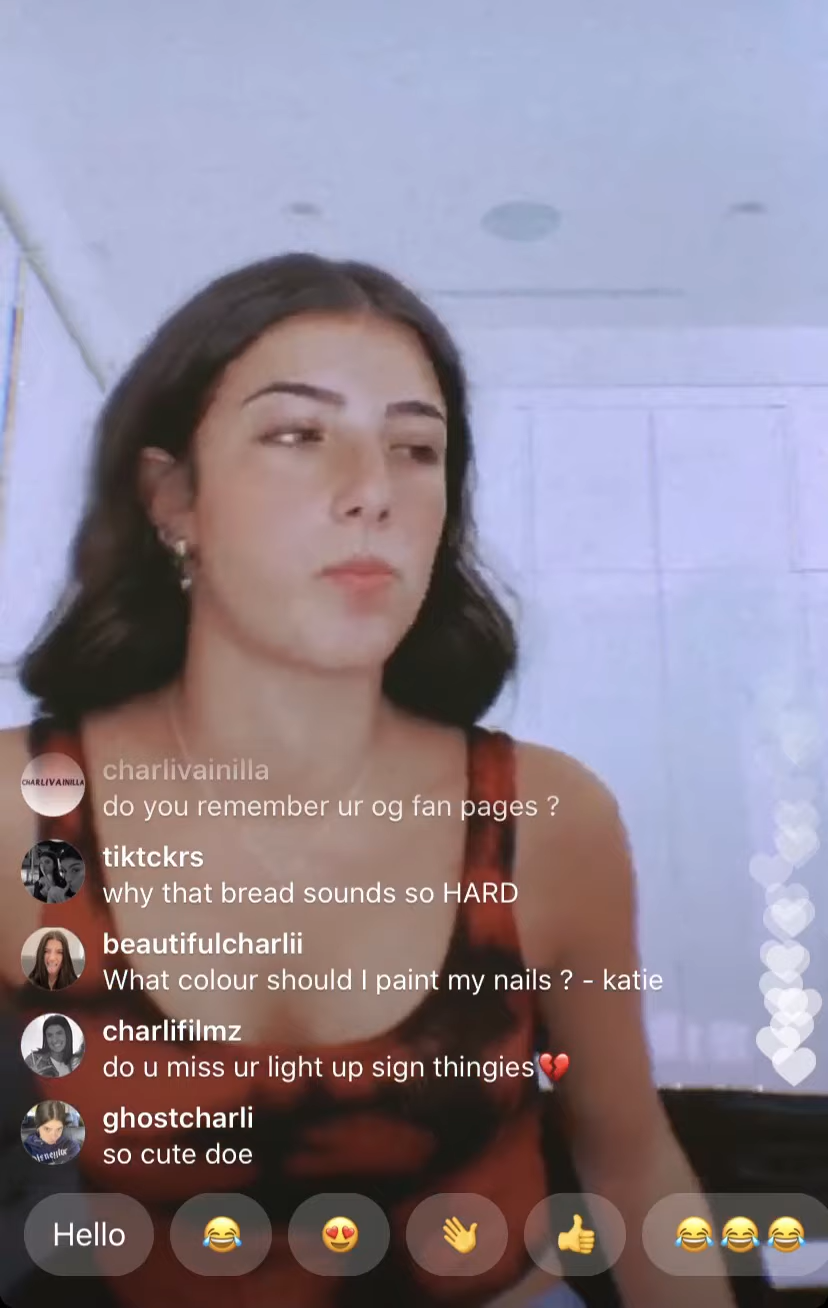 CHARLIVAINILLA
charlivainilla
do you remember ur og fan pages ?
tiktckrs
why that bread sounds so HARD
beautifulcharlii
What colour should I paint my nails ? - katie
charlifilmz
do u miss ur light up sign thingies💔
ghostcharli
so cute doe
Hello 😂 😍 👋 👍 😂😂😂